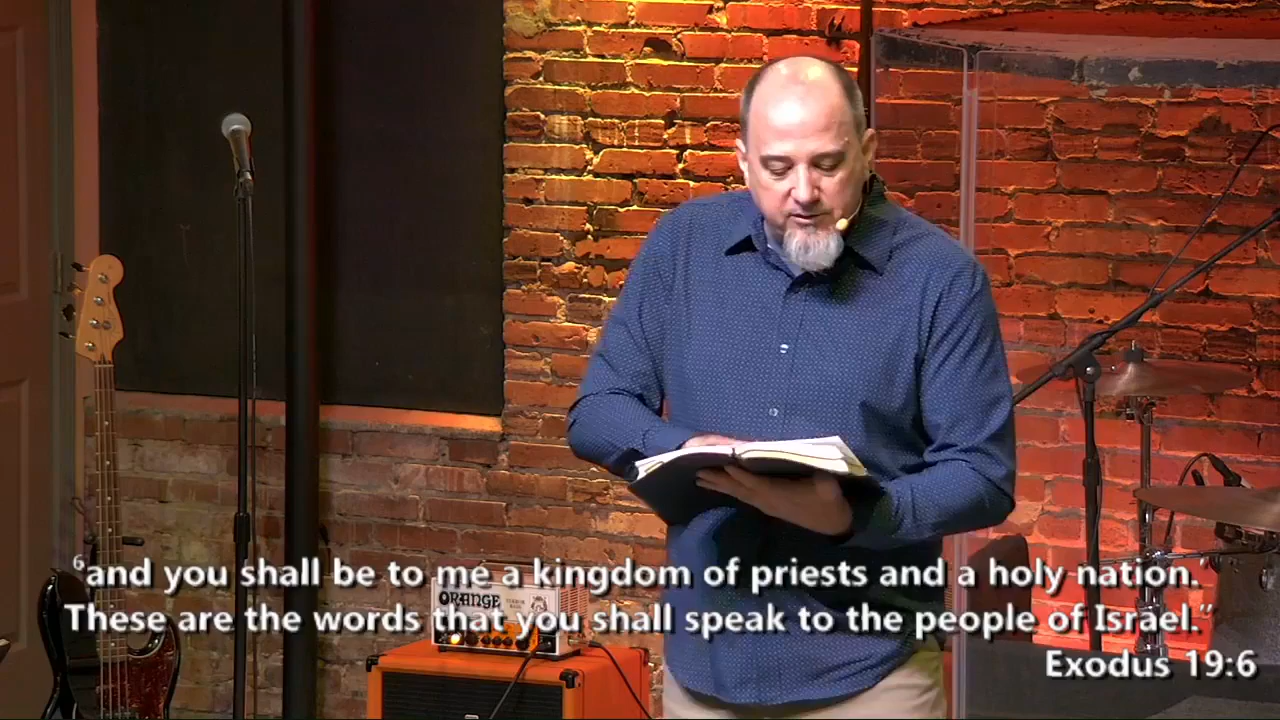 ⁶and you shall be to me a kingdom of priests and a holy nation.’
These are the words that you shall speak to the people of Israel.”
Exodus 19:6
ORANGE